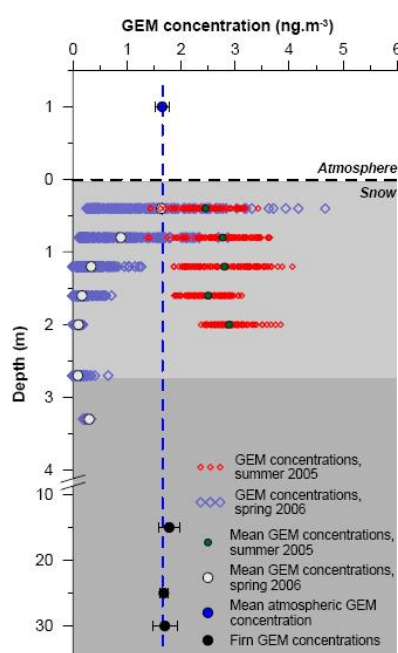 GEM concentration (ng.m⁻³)
0 1 2 3 4 5 6
1
Atmosphere
0
Snow
1
2
3
4
10
20
30
Depth (m)
GEM concentrations,
summer 2005
GEM concentrations,
spring 2006
Mean GEM concentrations,
summer 2005
Mean GEM concentrations,
spring 2006
Mean atmospheric GEM
concentration
Firn GEM concentrations